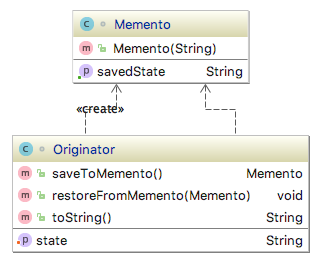 Memento
Memento(String)
savedState String
«create»
Originator
saveToMemento() Memento
restoreFromMemento(Memento) void
toString() String
state String